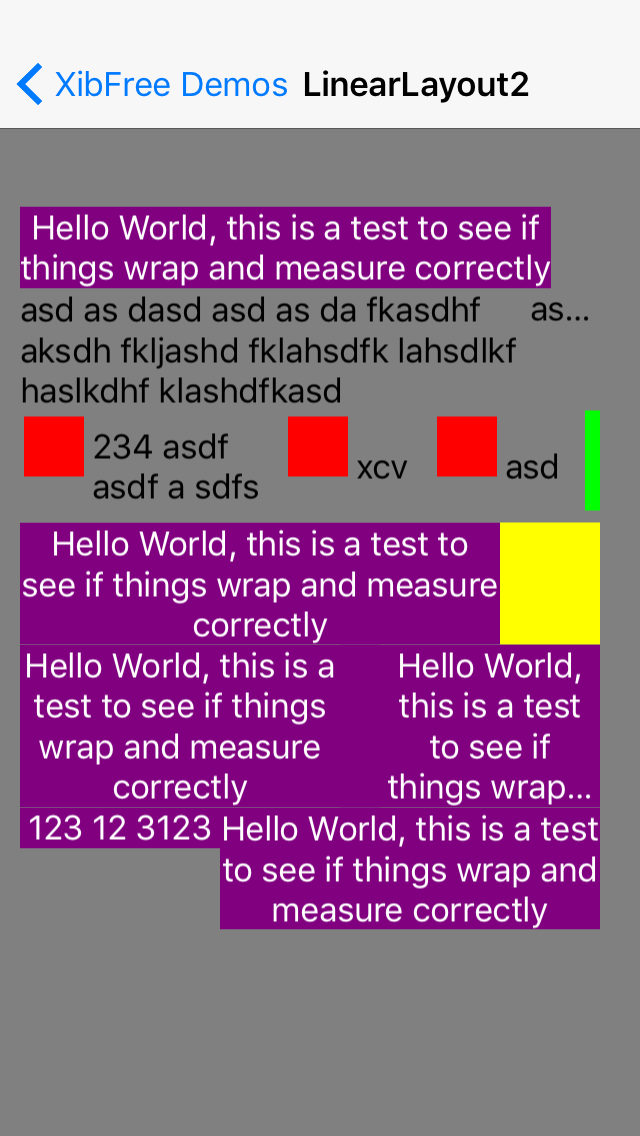 XibFree Demos LinearLayout2
Hello World, this is a test to see if
things wrap and measure correctly
asd as dasd asd as da fkasdhf as...
aksdh fkljashd fklahsdfk lahsdlkf
haslkdhf klashdfkasd
234 asdf
asdf a sdfs
xcv
asd
Hello World, this is a test to
see if things wrap and measure
correctly
Hello World, this is a
test to see if things
wrap and measure
correctly
Hello World,
this is a test
to see if
things wrap...
123 12 3123
Hello World, this is a test
to see if things wrap and
measure correctly